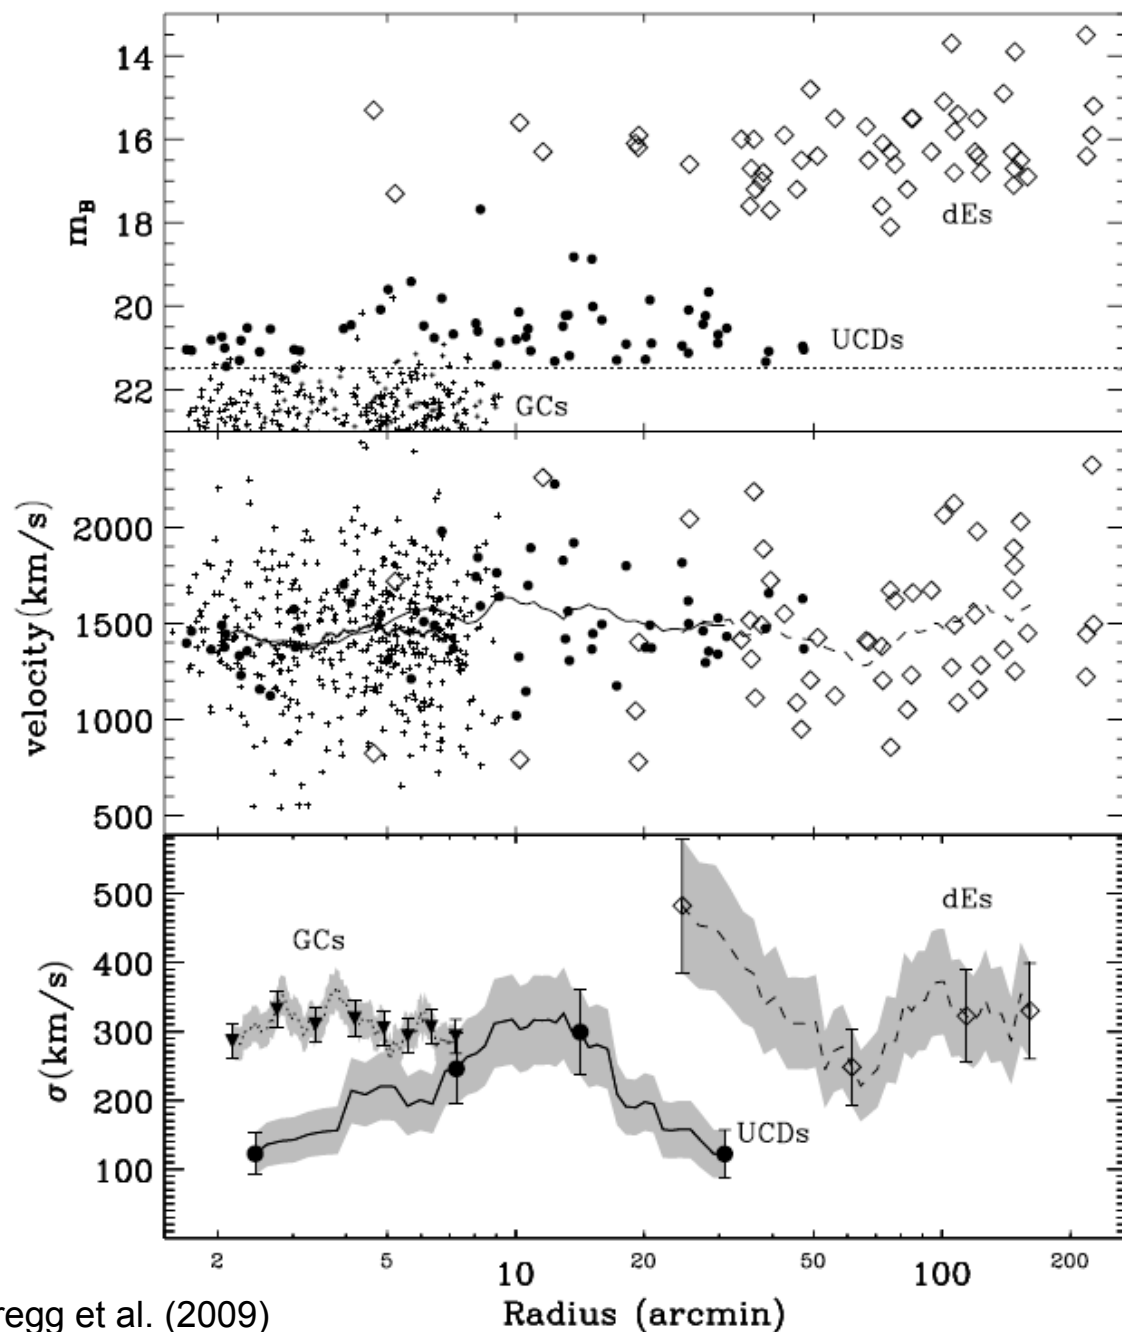 14
16
18
20
22
m_B
dEs
UCDs
GCs
2000
1500
1000
500
velocity(km/s)
500
400
300
200
100
σ(km/s)
dEs
GCs
UCDs
2 5 10 20 50 100 200
Radius (arcmin)
regg et al. (2009)